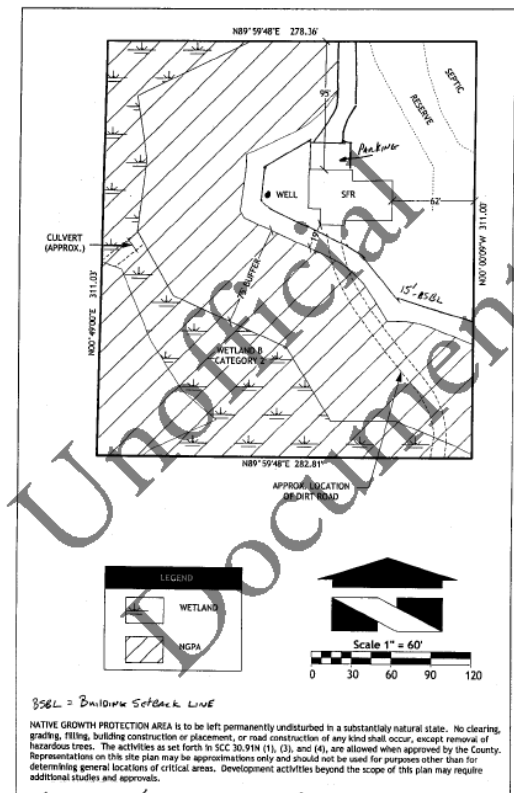 N89°59'48"E 278.36'
95'
SEPTIC
RESERVE
PARKING
WELL
SFR
62'
CULVERT
(APPROX.)
19'
75' BUFFER
15'-BSBL
N00°49'00"E 311.03'
N00°00'09"W 311.00'
WETLAND B
CATEGORY 2
N89°59'48"E 282.81'
APPROX. LOCATION
OF DIRT ROAD
Unofficial
Document
LEGEND
WETLAND
NGPA
Scale 1" = 60'
0 30 60 90 120
BSBL = Building Setback Line
NATIVE GROWTH PROTECTION AREA is to be left permanently undisturbed in a substantialy natural state. No clearing,
grading, filling, building construction or placement, or road construction of any kind shall occur, except removal of
hazardous trees. The activities as set forth in SCC 30.91N (1), (3), and (4), are allowed when approved by the County.
Representations on this site plan may be approximations only and should not be used for purposes other than for
determining general locations of critical areas. Development activities beyond the scope of this plan may require
additional studies and approvals.